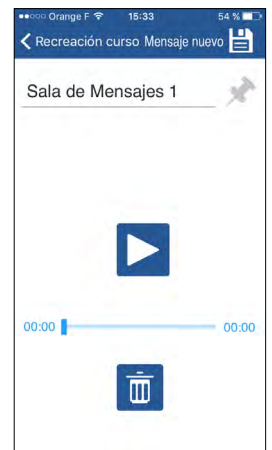 Orange F 15:33 54 %
Recreación curso Mensaje nuevo
Sala de Mensajes 1
00:00 00:00